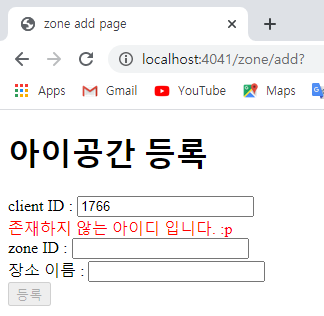 zone add page
localhost:4041/zone/add?
Apps Gmail YouTube Maps
아이공간 등록
client ID : 1766
존재하지 않는 아이디 입니다. :p
zone ID :
장소 이름 :
등록